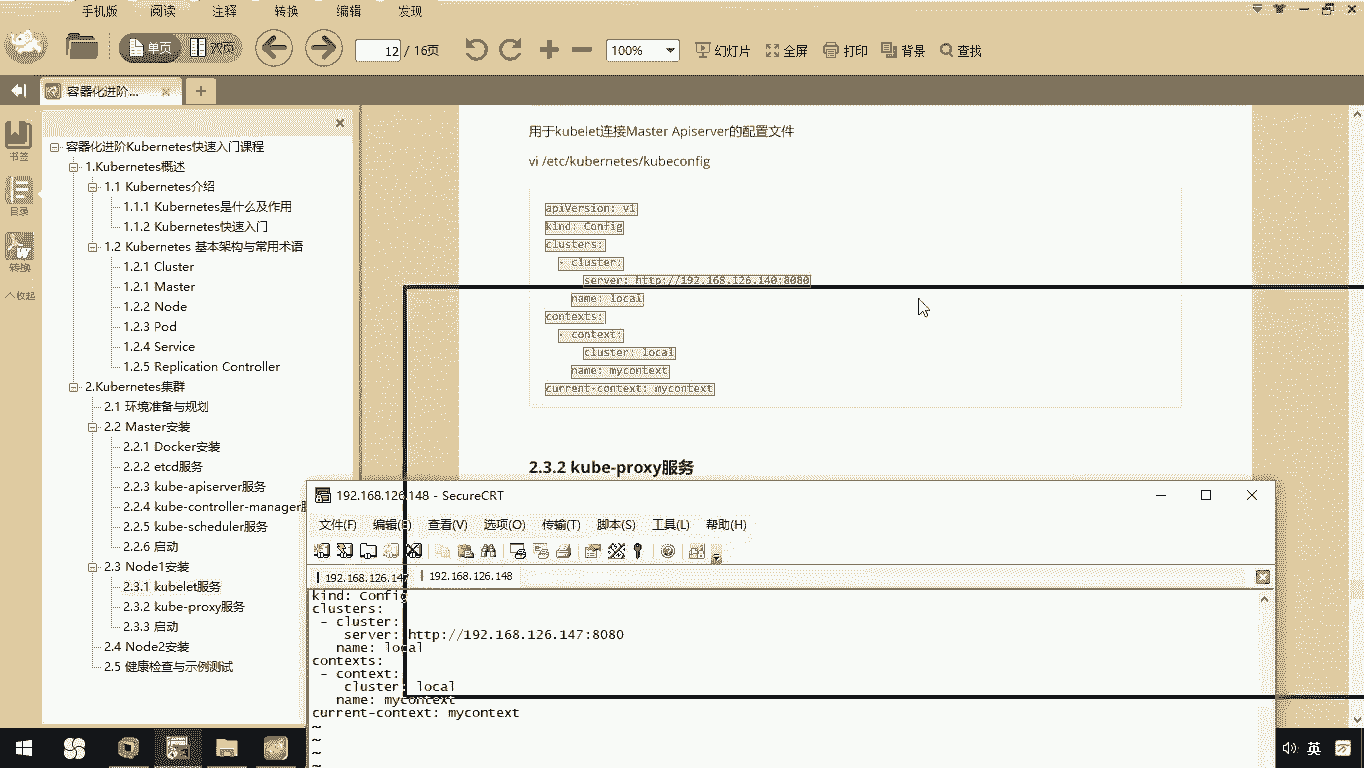 手机版 阅读 注释 转换 编辑 发现
单页 双页 12 / 16页 100% 幻灯片 全屏 打印 背景 查找
容器化进阶...
书签
目录
转换
收起
容器化进阶Kubernetes快速入门课程
1.Kubernetes概述
1.1 Kubernetes介绍
1.1.1 Kubernetes是什么及作用
1.1.2 Kubernetes快速入门
1.2 Kubernetes 基本架构与常用术语
1.2.1 Cluster
1.2.1 Master
1.2.2 Node
1.2.3 Pod
1.2.4 Service
1.2.5 Replication Controller
2.Kubernetes集群
2.1 环境准备与规划
2.2 Master安装
2.2.1 Docker安装
2.2.2 etcd服务
2.2.3 kube-apiserver服务
2.2.4 kube-controller-manager
2.2.5 kube-scheduler服务
2.2.6 启动
2.3 Node1安装
2.3.1 kubelet服务
2.3.2 kube-proxy服务
2.3.3 启动
2.4 Node2安装
2.5 健康检查与示例测试
用于kubelet连接Master Apiserver的配置文件
vi /etc/kubernetes/kubeconfig
apiVersion: v1
kind: Config
clusters:
- cluster:
server: http://192.168.126.140:8080
name: local
contexts:
- context:
cluster: local
name: mycontext
current-context: mycontext
2.3.2 kube-proxy服务
192.168.126.148 - SecureCRT
文件(F) 编辑(E) 查看(V) 选项(O) 传输(T) 脚本(S) 工具(L) 帮助(H)
192.168.126.147 192.168.126.148
kind: Config
clusters:
- cluster:
server: http://192.168.126.147:8080
name: local
contexts:
- context:
cluster: local
name: mycontext
current-context: mycontext
~
~
~
~
英